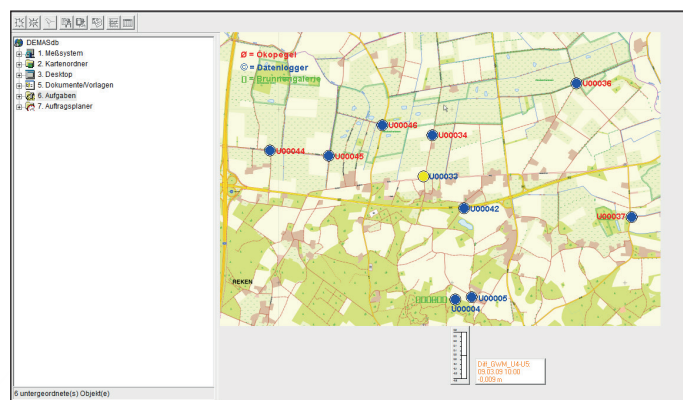 DEMASdb
1. Meßsystem
2. Kartenordner
3. Desktop
5. Dokumente/Vorlagen
6. Aufgaben
7. Auftragsplaner
6 untergeordnete(s) Objekt(e)
Ø = Ökopegel
© = Datenlogger
[] = Brunnengalerie
U00036
U00046
U00034
U00044
U00045
U00033
U00042
U00037
REKEN
U00005
U00004
Diff_GWM_U4-U5:
09.03.09 10:00
-0,009 m